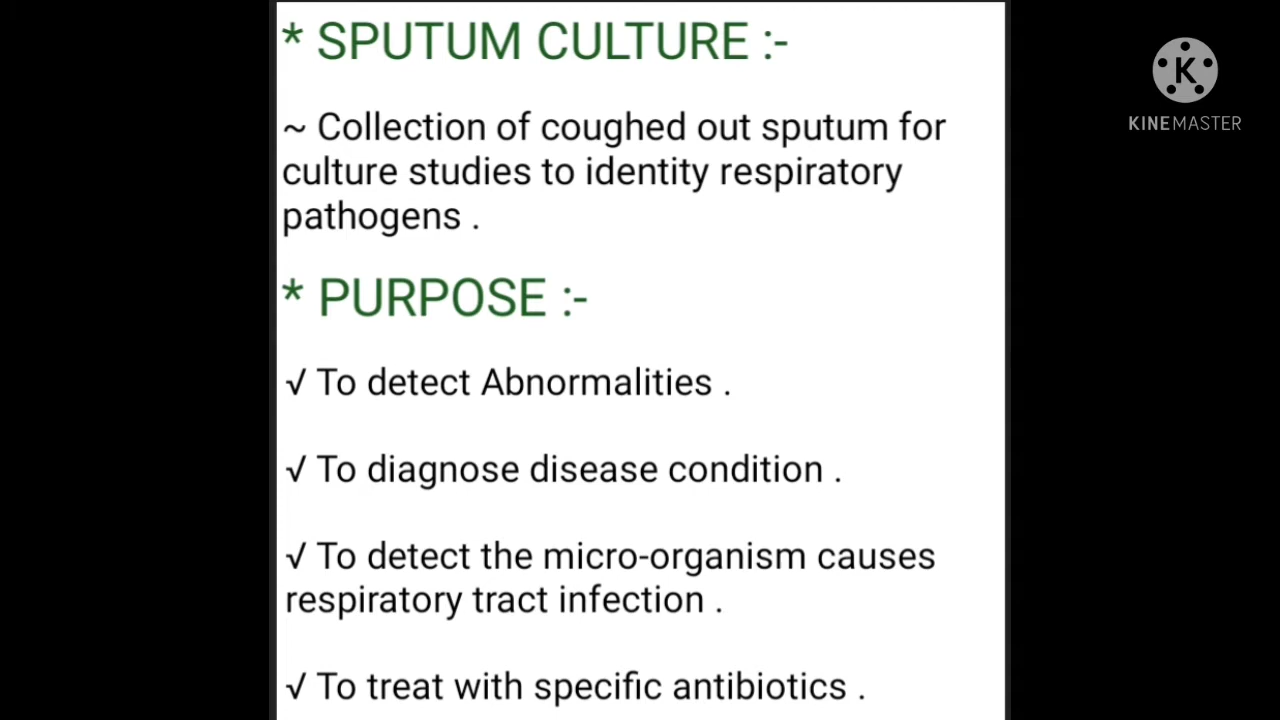 * SPUTUM CULTURE :-
~ Collection of coughed out sputum for
culture studies to identity respiratory
pathogens .
* PURPOSE :-
√ To detect Abnormalities .
√ To diagnose disease condition .
√ To detect the micro-organism causes
respiratory tract infection .
√ To treat with specific antibiotics .
K
KINEMASTER